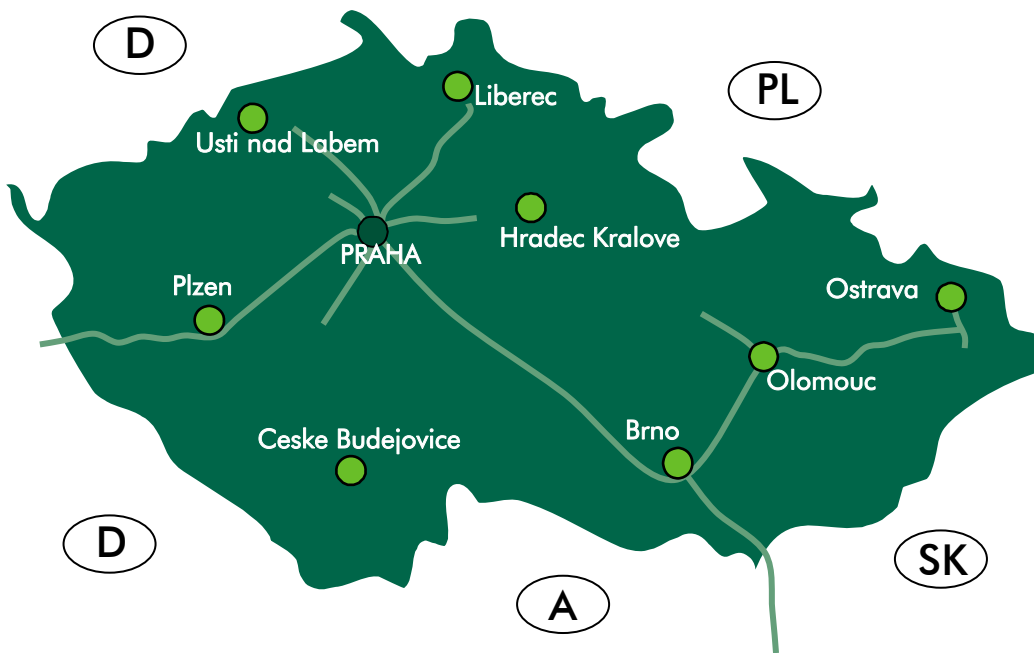 D
PL
Liberec
Usti nad Labem
Hradec Kralove
PRAHA
Plzen
Ostrava
Olomouc
Brno
Ceske Budejovice
D
SK
A